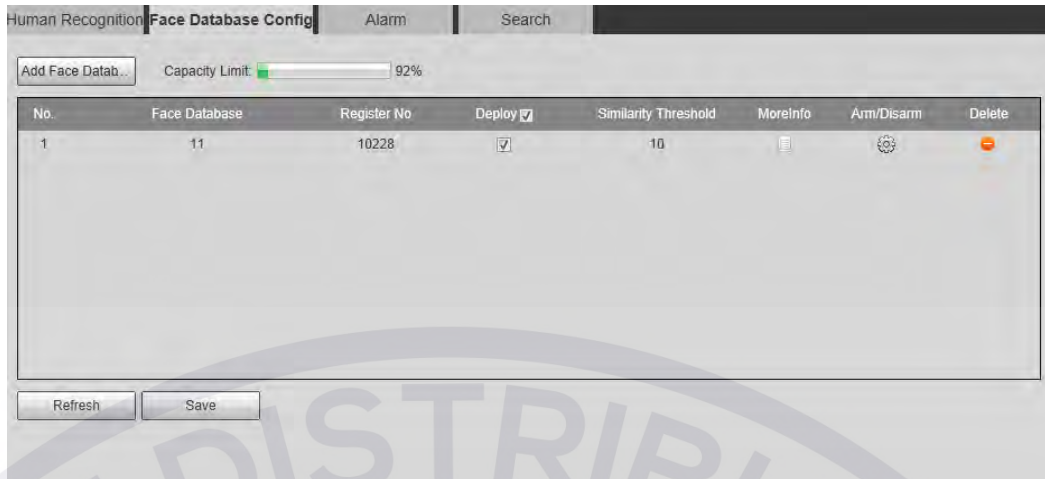 Human Recognition Face Database Config Alarm Search
Add Face Datab... Capacity Limit: 92%
No. Face Database Register No Deploy Similarity Threshold MoreInfo Arm/Disarm Delete
1 11 10228 10
Refresh Save
DISTRIB